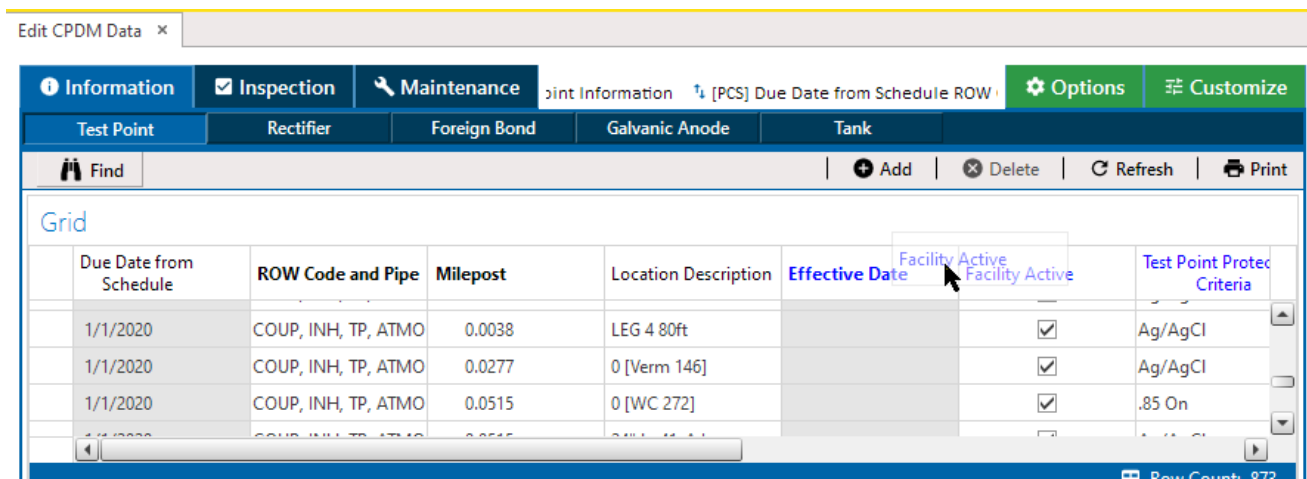 Edit CPDM Data ×
Information Inspection Maintenance oint Information [PCS] Due Date from Schedule ROW Options Customize
Test Point Rectifier Foreign Bond Galvanic Anode Tank
Find Add Delete Refresh Print
Grid
Due Date from
Schedule
ROW Code and Pipe Milepost Location Description Effective Date Facility Active Facility Active
Test Point Protec
Criteria
1/1/2020 COUP, INH, TP, ATMO 0.0038 LEG 4 80ft Ag/AgCl
1/1/2020 COUP, INH, TP, ATMO 0.0277 0 [Verm 146] Ag/AgCl
1/1/2020 COUP, INH, TP, ATMO 0.0515 0 [WC 272] .85 On
Row Count: 873